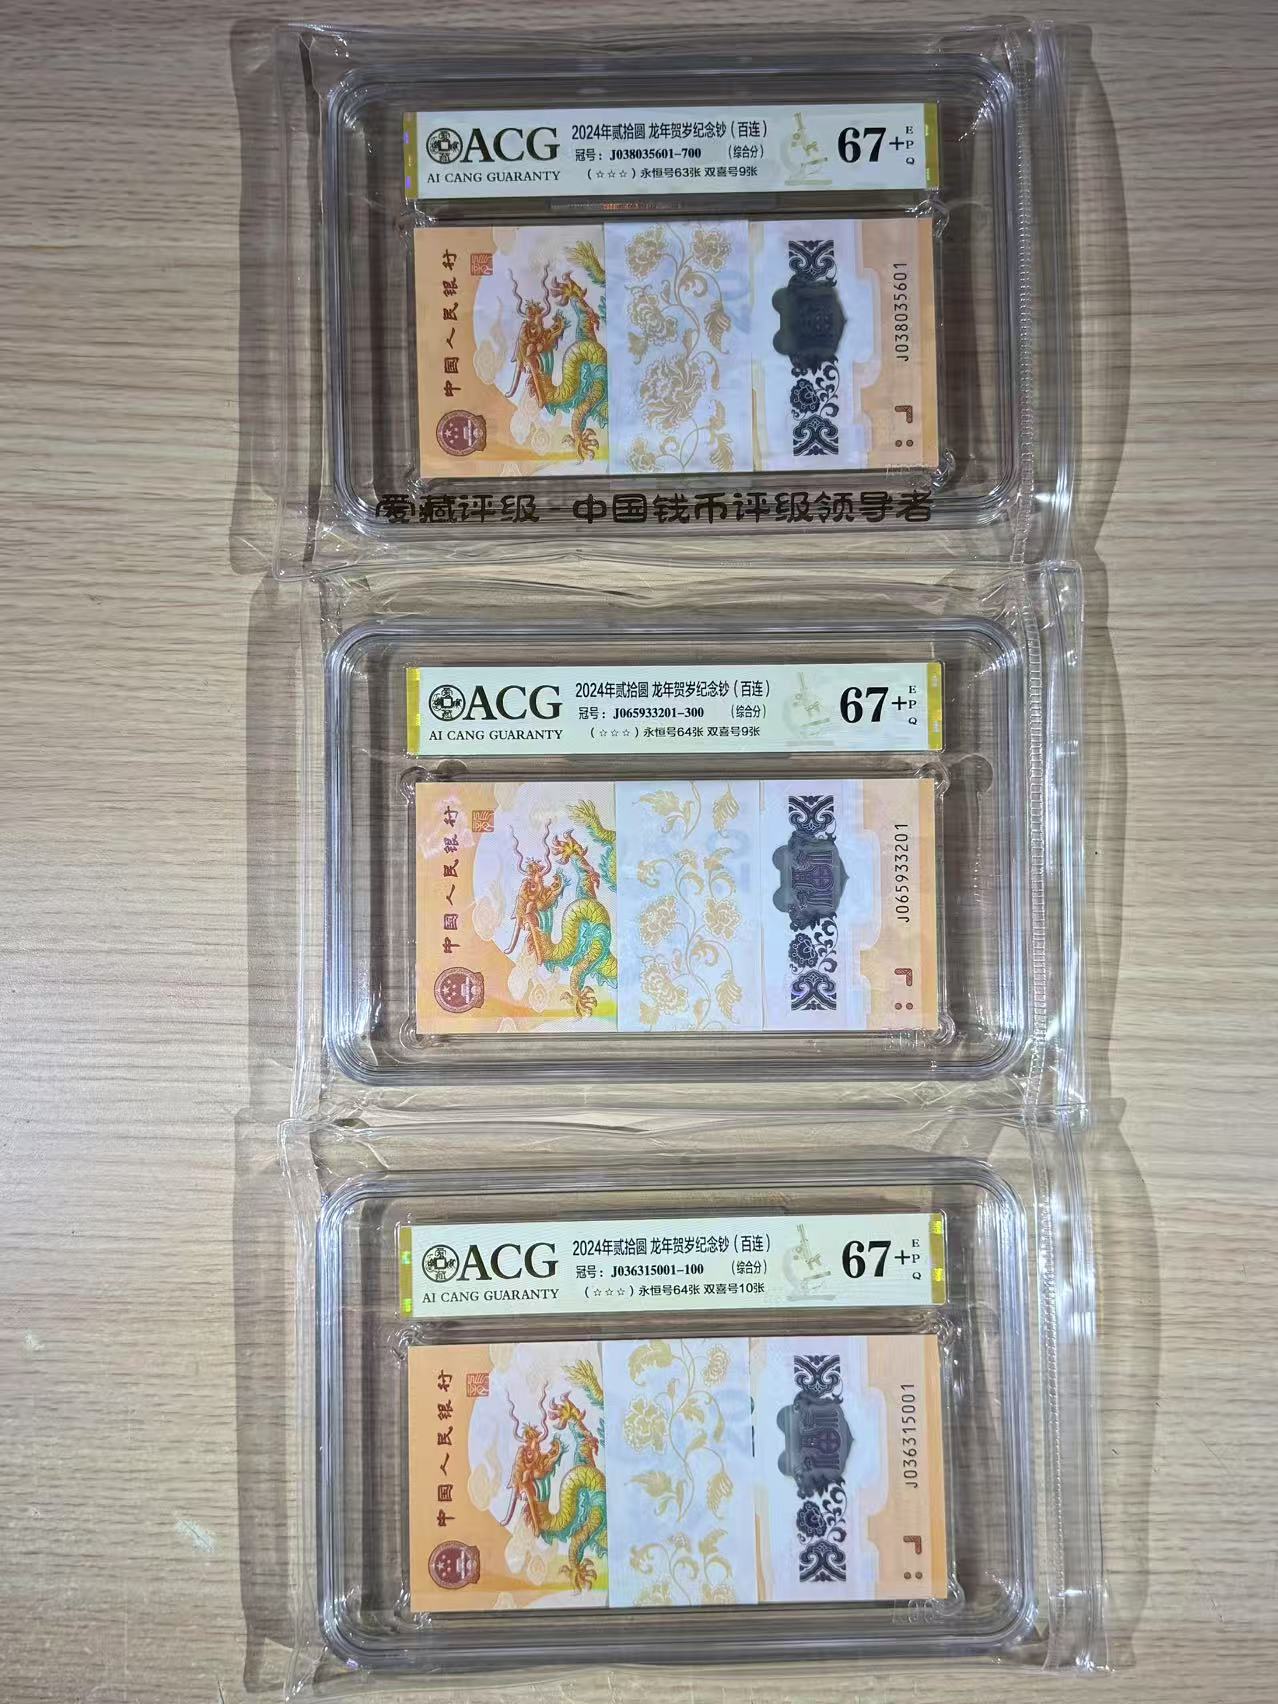 ACG
AI CANG GUARANTY
2024年贰拾圆 龙年贺岁纪念钞(百连)
冠号: J038035601-700 (综合分)
(☆☆☆)永恒号63张 双喜号9张
67+EPQ
中国人民银行
J038035601
爱藏评级-中国钱币评级领导者
ACG
AI CANG GUARANTY
2024年贰拾圆 龙年贺岁纪念钞(百连)
冠号: J065933201-300 (综合分)
(☆☆☆)永恒号64张 双喜号9张
67+EPQ
中国人民银行
J065933201
ACG
AI CANG GUARANTY
2024年贰拾圆 龙年贺岁纪念钞(百连)
冠号: J036315001-100 (综合分)
(☆☆☆)永恒号64张 双喜号10张
67+EPQ
中国人民银行
J036315001